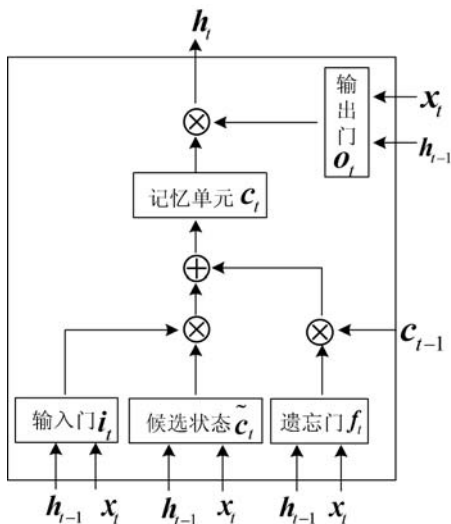 h_t
输出门 o_t
x_t
h_{t-1}
记忆单元 c_t
c_{t-1}
输入门 i_t
候选状态 c̃_t
遗忘门 f_t
h_{t-1} x_t h_{t-1} x_t h_{t-1} x_t